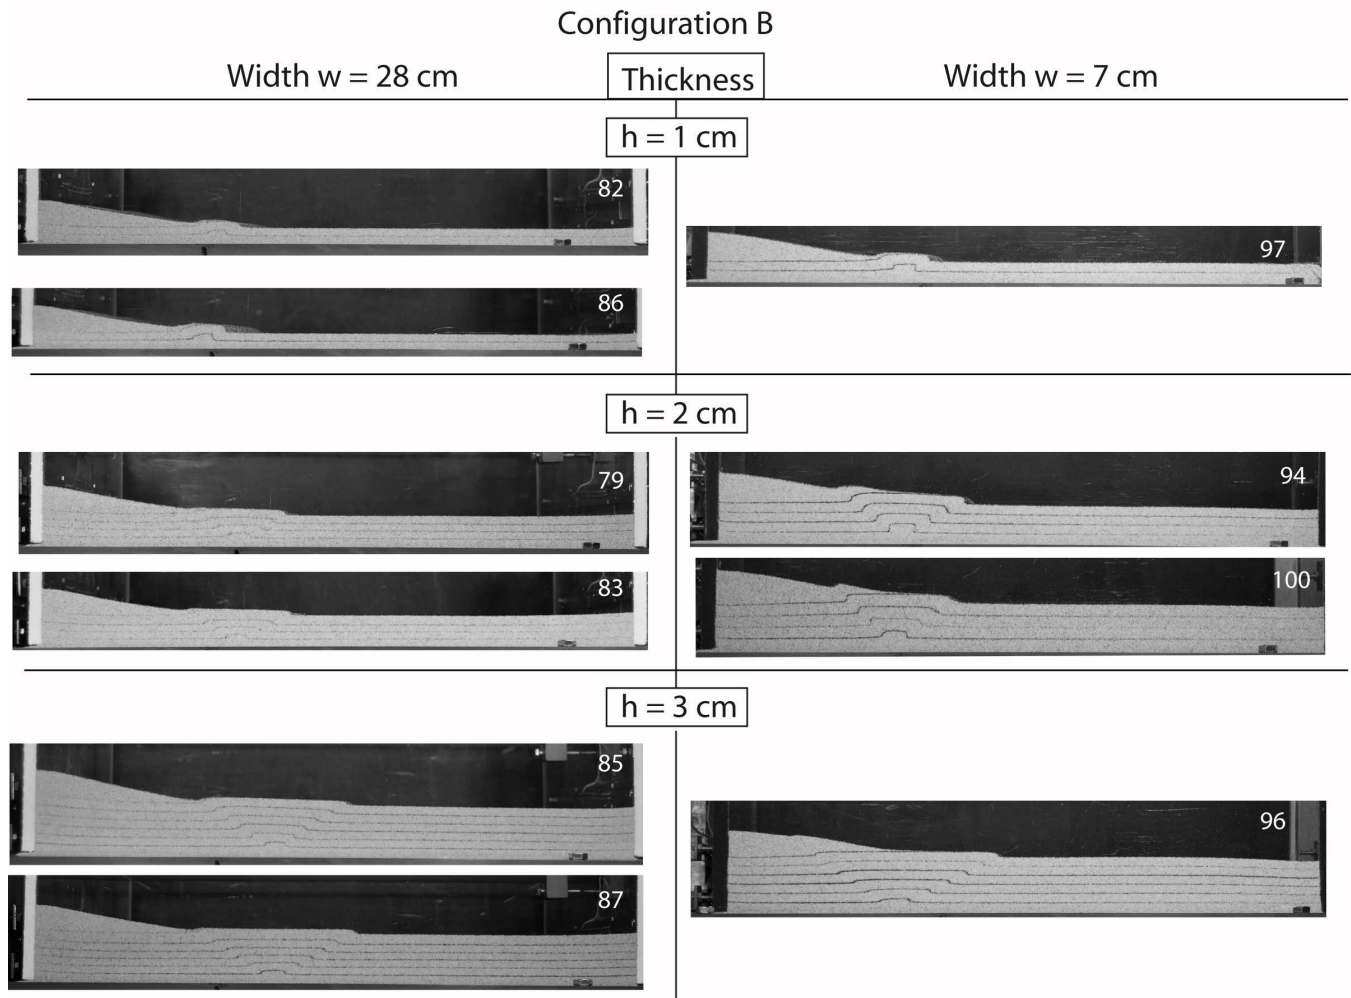 Configuration B
Width w = 28 cm
Thickness
Width w = 7 cm
h = 1 cm
82
97
86
h = 2 cm
79
94
83
100
h = 3 cm
85
96
87